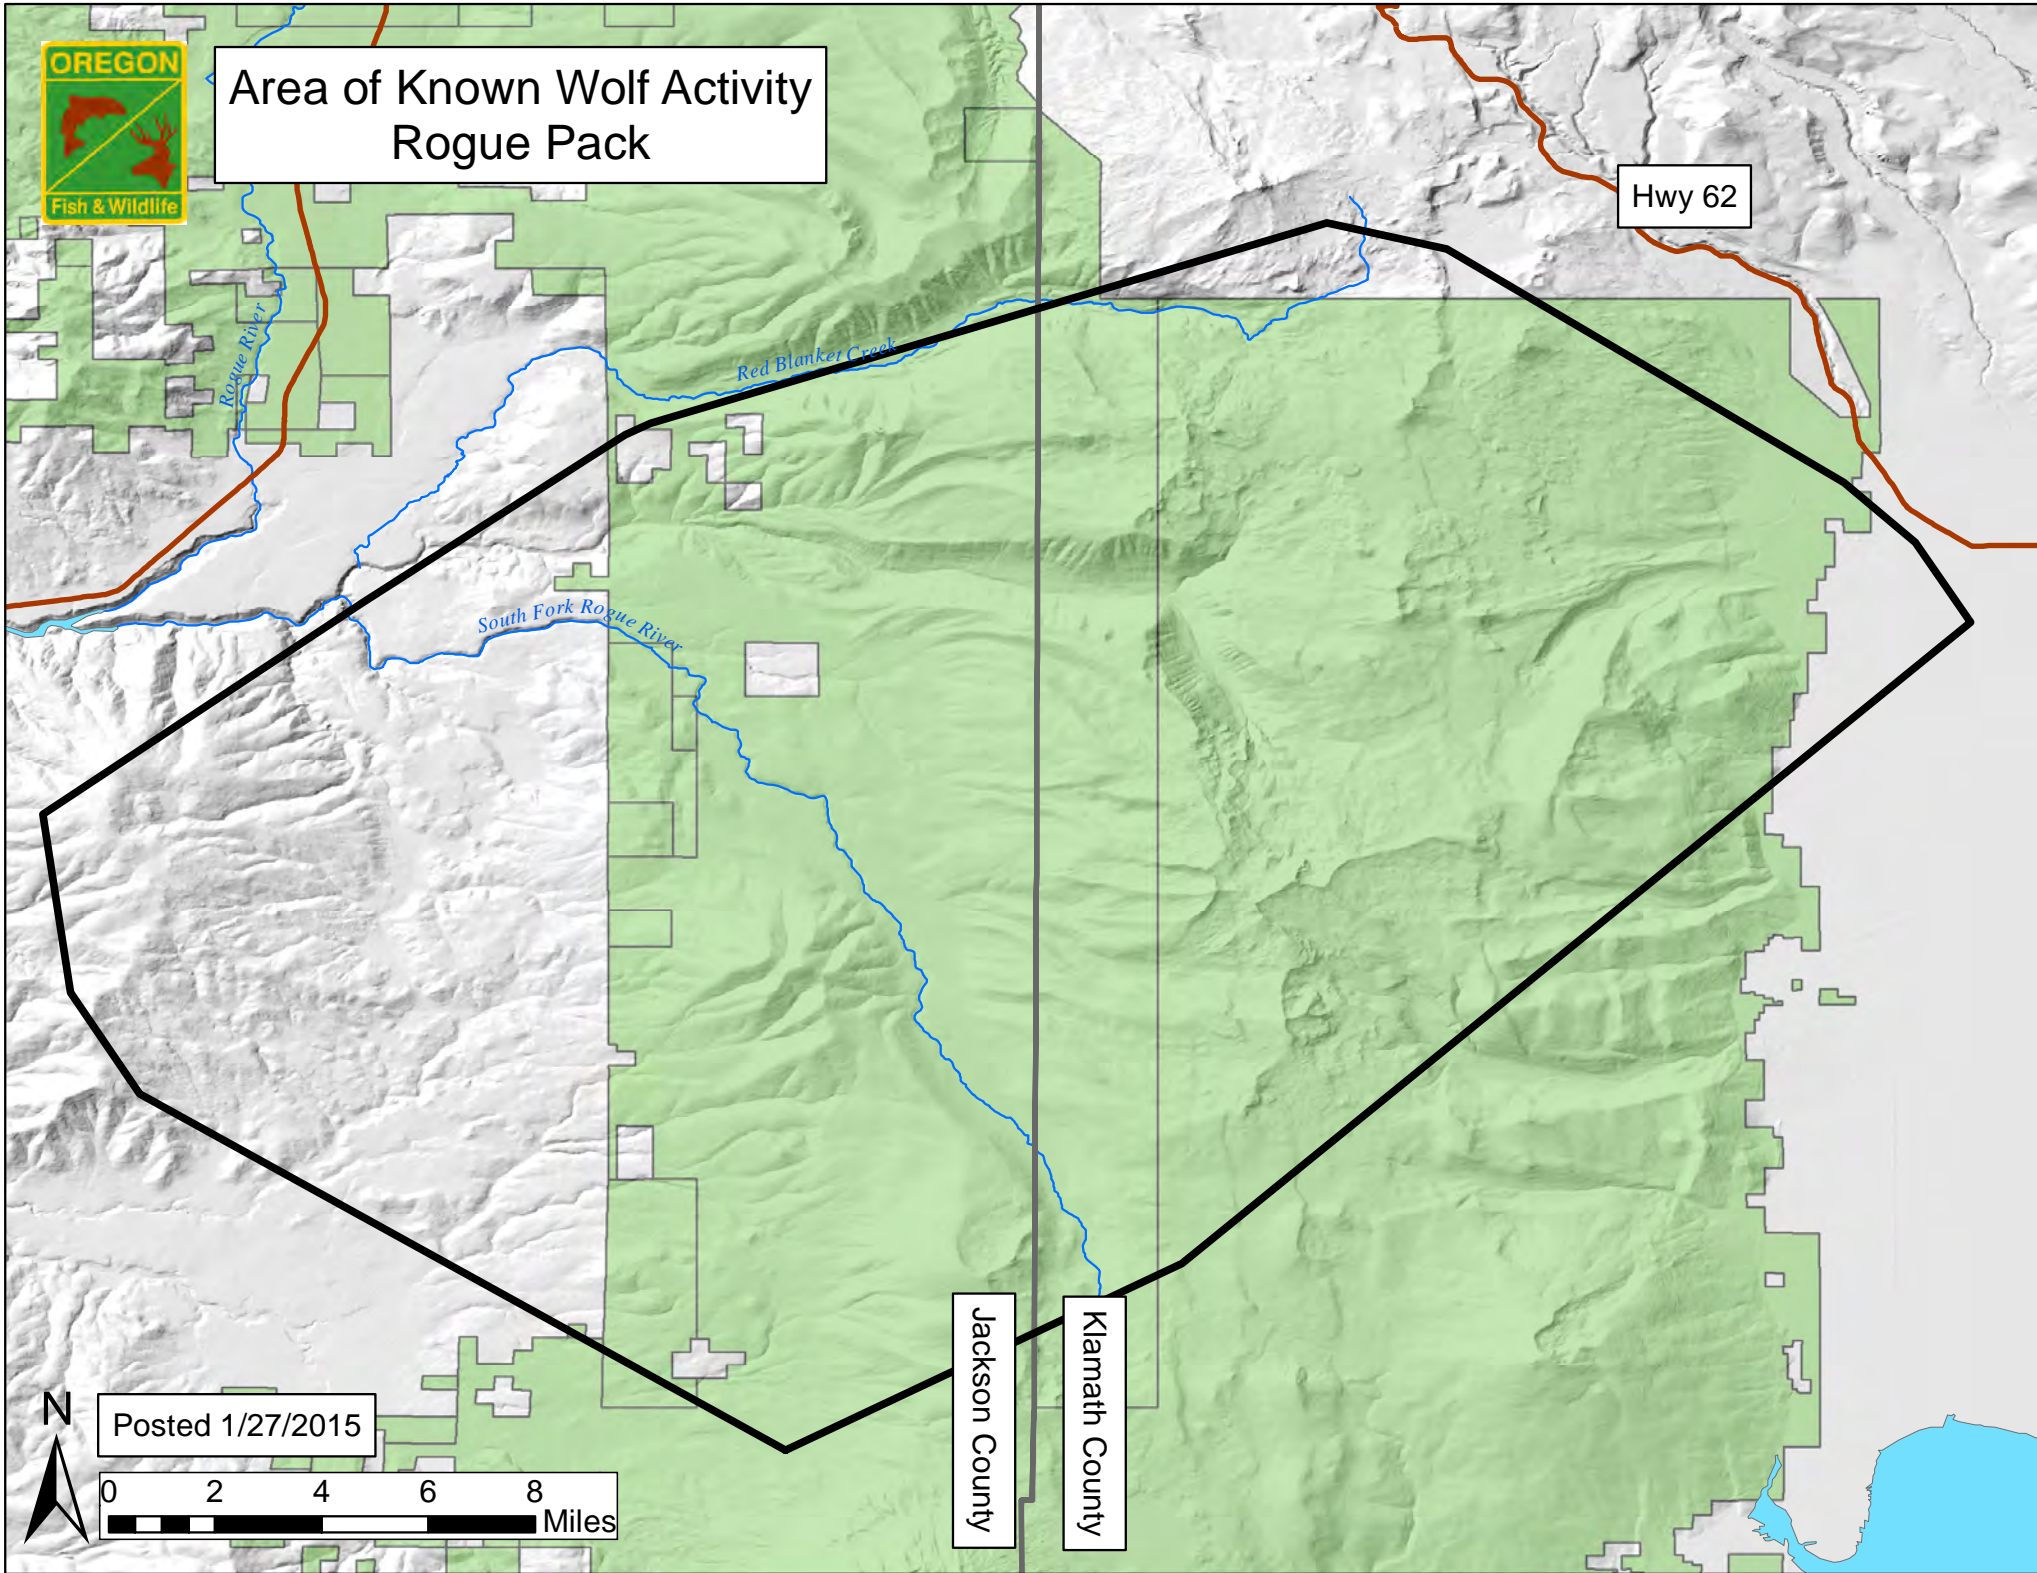 OREGON
Fish & Wildlife
Area of Known Wolf Activity
Rogue Pack
Hwy 62
Rogue River
Red Blanket Creek
South Fork Rogue River
Jackson County
Klamath County
N
Posted 1/27/2015
0 2 4 6 8
Miles